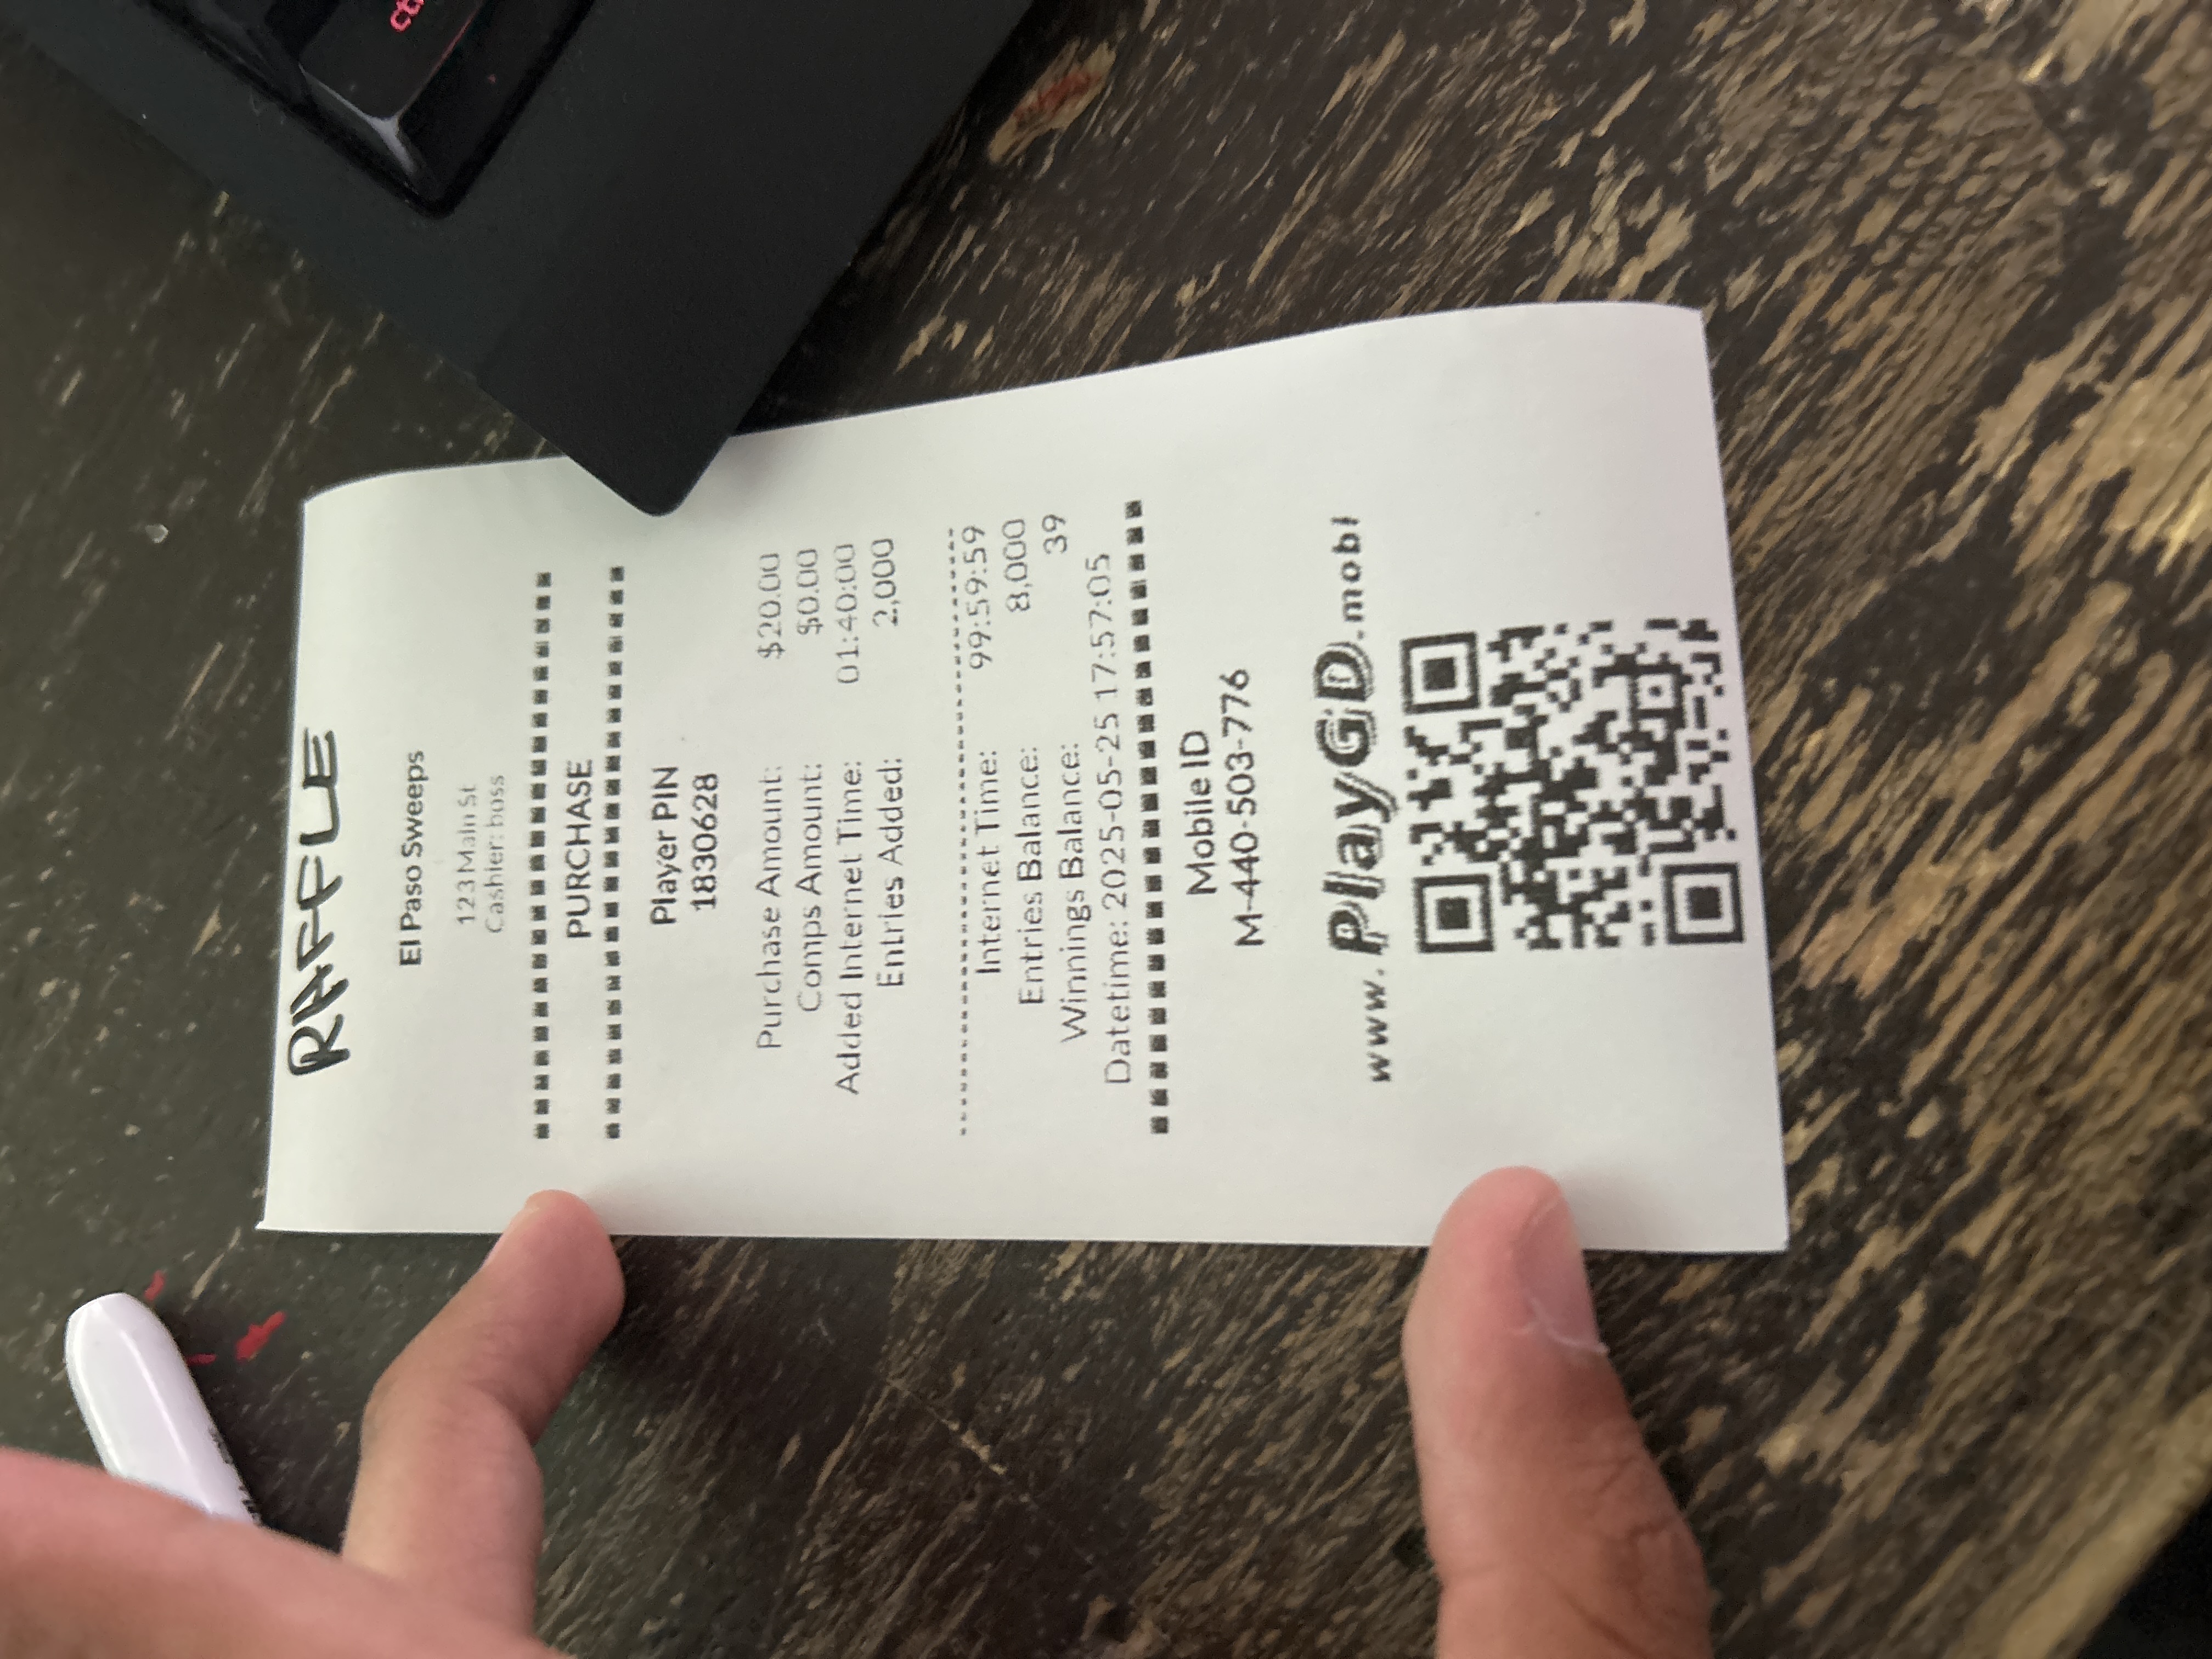 RAFFLE
El Paso Sweeps
123 Main St
Cashier: boss
PURCHASE
Player PIN
1830628
Purchase Amount: $20.00
Comps Amount: $0.00
Added Internet Time: 01:40:00
Entries Added: 2,000
Internet Time: 99:59:59
Entries Balance: 8,000
Winnings Balance: 39
Datetime: 2025-05-25 17:57:05
Mobile ID
M-440-503-776
www.PlayGD.mobi